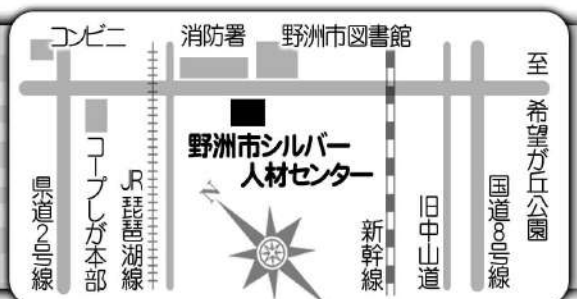 コンビニ
消防署
野洲市図書館
至 希望が丘公園
野洲市シルバー
人材センター
県道2号線
コープしが本部
JR琵琶湖線
N
新幹線
旧中山道
国道8号線